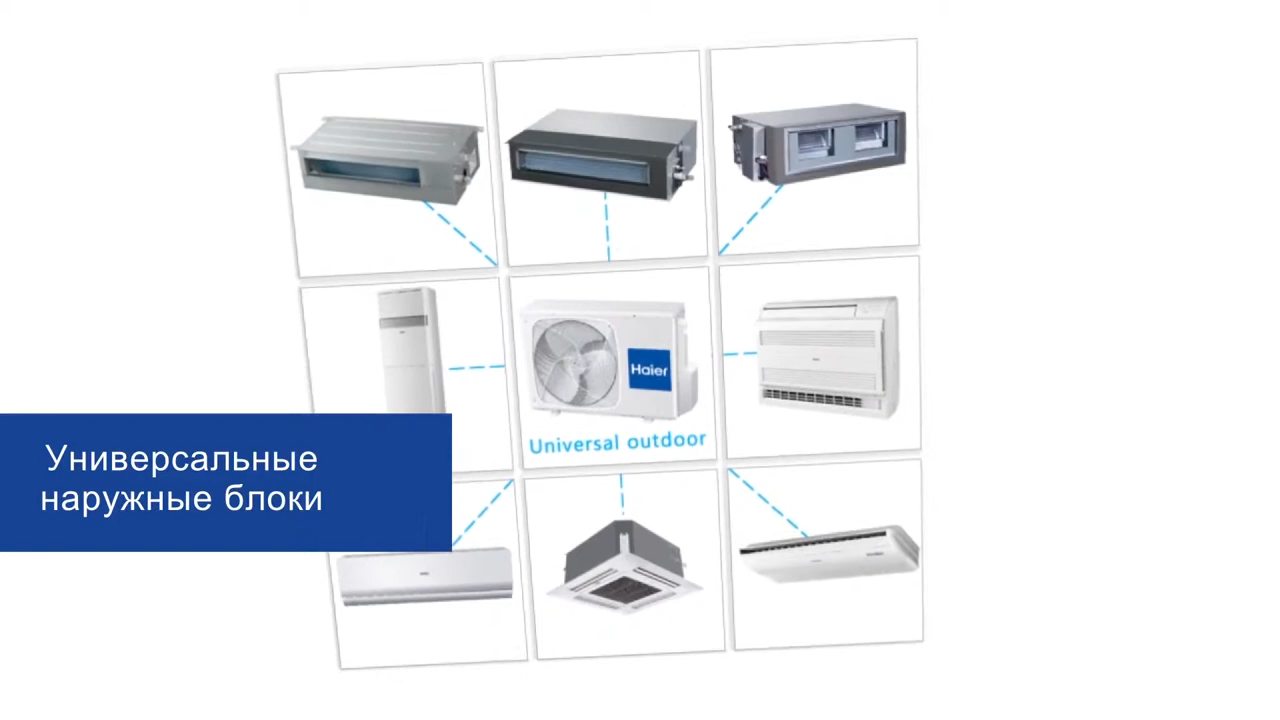 Haier
Universal outdoor
Универсальные
наружные блоки